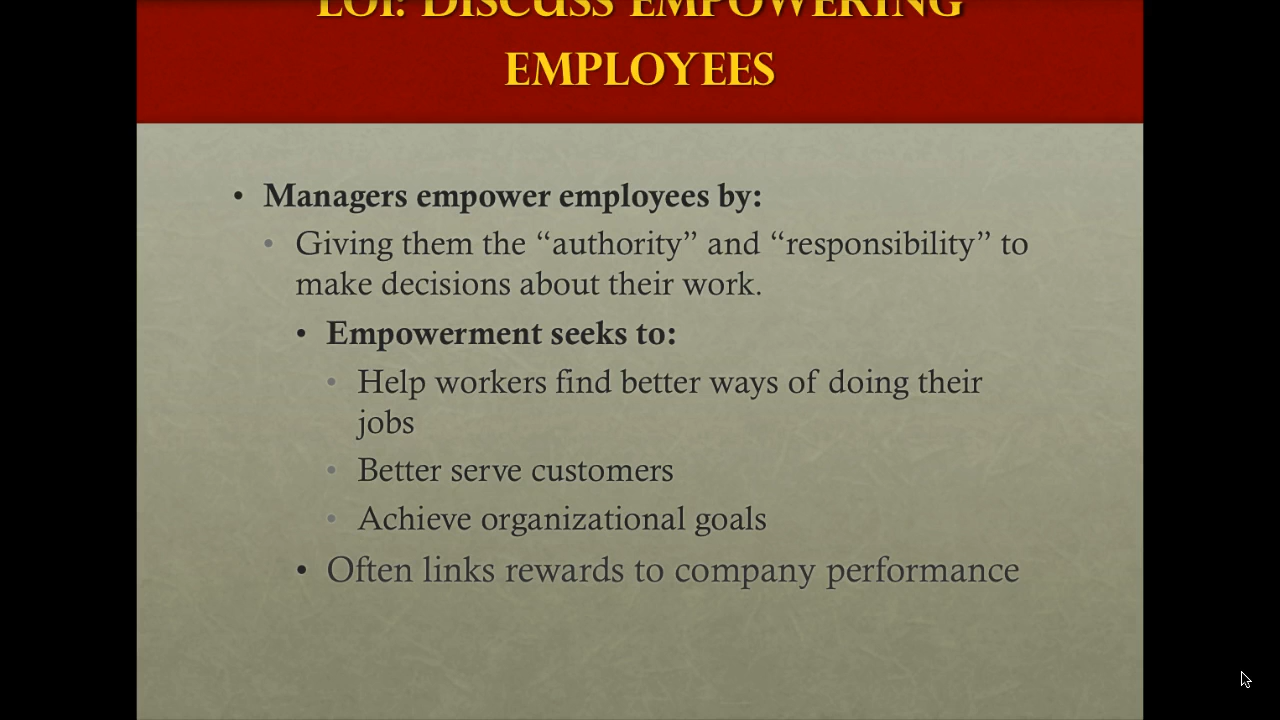 LO1: DISCUSS EMPOWERING
EMPLOYEES
• Managers empower employees by:
• Giving them the “authority” and “responsibility” to
make decisions about their work.
• Empowerment seeks to:
• Help workers find better ways of doing their
jobs
• Better serve customers
• Achieve organizational goals
• Often links rewards to company performance